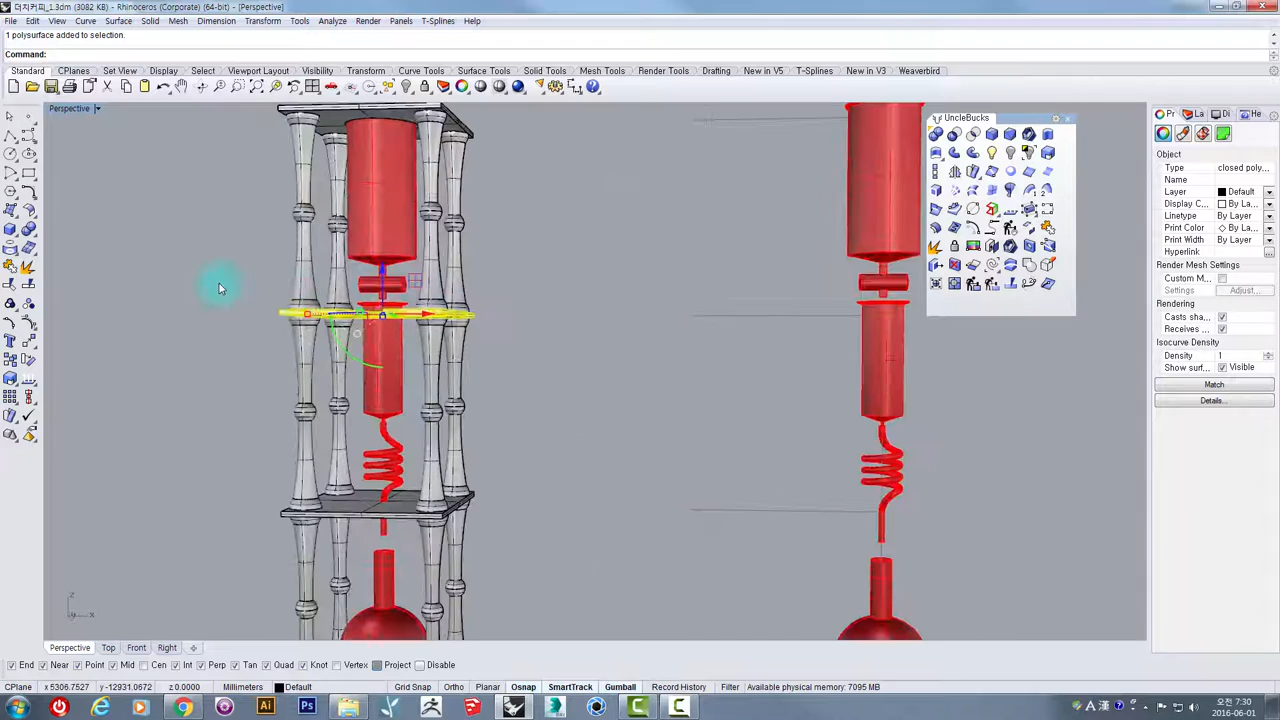 더치커피_1.3dm (3082 KB) - Rhinoceros (Corporate) (64-bit) - [Perspective]
File Edit View Curve Surface Solid Mesh Dimension Transform Tools Analyze Render Panels T-Splines Help
1 polysurface added to selection.
Command:
Standard CPlanes Set View Display Select Viewport Layout Visibility Transform Curve Tools Surface Tools Solid Tools Mesh Tools Render Tools Drafting New in V5 T-Splines New in V3 Weaverbird
Perspective
UncleBucks
Pr La Di He
Object
Type closed poly...
Name
Layer Default
Display C... By La...
Linetype By Layer
Print Color By La...
Print Width By Layer
Hyperlink ...
Render Mesh Settings
Custom M...
Settings Adjust...
Rendering
Casts sha...
Receives ...
Isocurve Density
Density 1
Show surf... Visible
Match
Details...
z
x
Perspective Top Front Right
End Near Point Mid Cen Int Perp Tan Quad Knot Vertex Project Disable
CPlane x 5306.7527 y -12931.0672 z 0.0000 Millimeters Default Grid Snap Ortho Planar Osnap SmartTrack Gumball Record History Filter Available physical memory: 7095 MB
Ai Ps A 漢
오전 7:30
2016-06-01